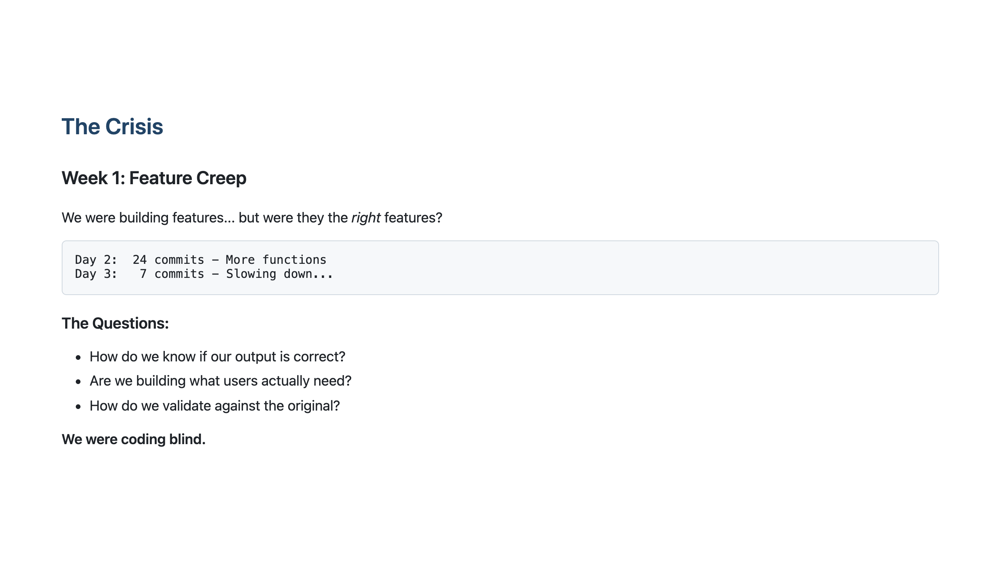 The Crisis
Week 1: Feature Creep
We were building features... but were they the right features?
Day 2:  24 commits – More functions
Day 3:   7 commits – Slowing down...
The Questions:
• How do we know if our output is correct?
• Are we building what users actually need?
• How do we validate against the original?
We were coding blind.